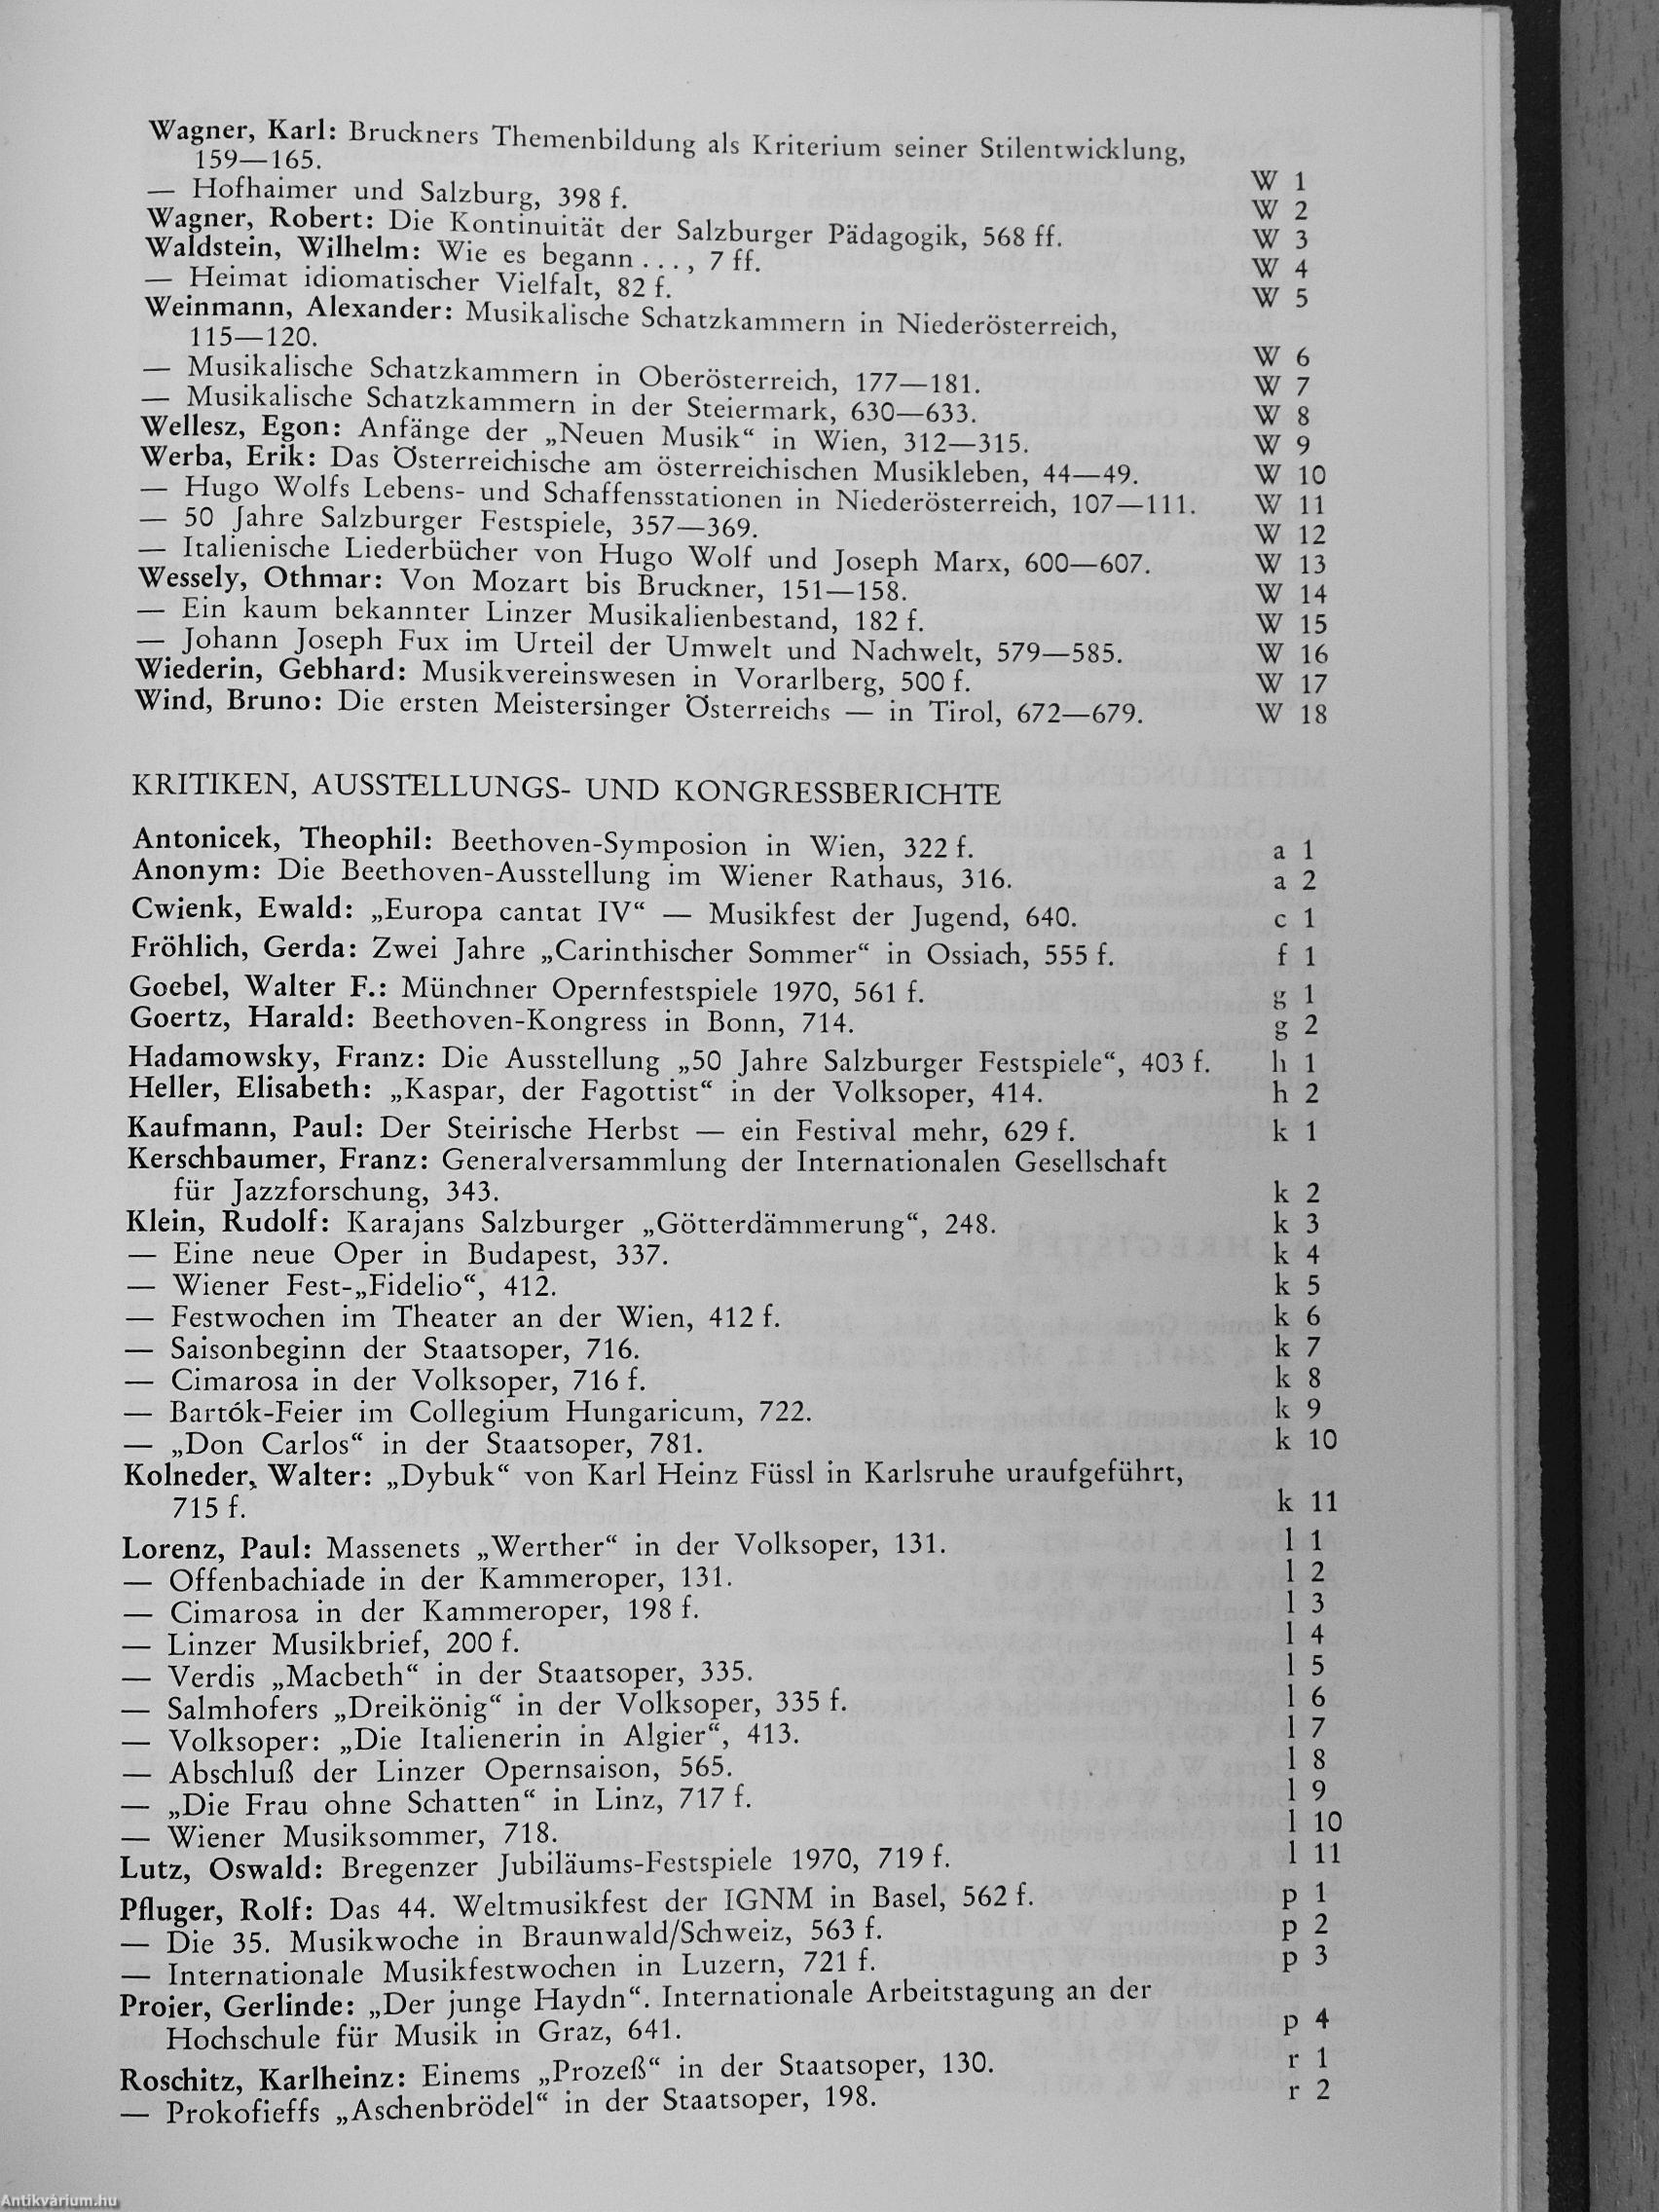 Wagner, Karl: Bruckners Themenbildung als Kriterium seiner Stilentwicklung,
159—165. W 1
— Hofhaimer und Salzburg, 398 f. W 2
Wagner, Robert: Die Kontinuität der Salzburger Pädagogik, 568 ff. W 3
Waldstein, Wilhelm: Wie es begann . . ., 7 ff. W 4
— Heimat idiomatischer Vielfalt, 82 f. W 5
Weinmann, Alexander: Musikalische Schatzkammern in Niederösterreich,
115—120. W 6
— Musikalische Schatzkammern in Oberösterreich, 177—181. W 7
— Musikalische Schatzkammern in der Steiermark, 630—633. W 8
Wellesz, Egon: Anfänge der „Neuen Musik“ in Wien, 312—315. W 9
Werba, Erik: Das Österreichische am österreichischen Musikleben, 44—49. W 10
— Hugo Wolfs Lebens- und Schaffensstationen in Niederösterreich, 107—111. W 11
— 50 Jahre Salzburger Festspiele, 357—369. W 12
— Italienische Liederbücher von Hugo Wolf und Joseph Marx, 600—607. W 13
Wessely, Othmar: Von Mozart bis Bruckner, 151—158. W 14
— Ein kaum bekannter Linzer Musikalienbestand, 182 f. W 15
— Johann Joseph Fux im Urteil der Umwelt und Nachwelt, 579—585. W 16
Wiederin, Gebhard: Musikvereinswesen in Vorarlberg, 500 f. W 17
Wind, Bruno: Die ersten Meistersinger Österreichs — in Tirol, 672—679. W 18
KRITIKEN, AUSSTELLUNGS- UND KONGRESSBERICHTE
Antonicek, Theophil: Beethoven-Symposion in Wien, 322 f. a 1
Anonym: Die Beethoven-Ausstellung im Wiener Rathaus, 316. a 2
Cwienk, Ewald: „Europa cantat IV“ — Musikfest der Jugend, 640. c 1
Fröhlich, Gerda: Zwei Jahre „Carinthischer Sommer“ in Ossiach, 555 f. f 1
Goebel, Walter F.: Münchner Opernfestspiele 1970, 561 f. g 1
Goertz, Harald: Beethoven-Kongress in Bonn, 714. g 2
Hadamowsky, Franz: Die Ausstellung „50 Jahre Salzburger Festspiele“, 403 f. h 1
Heller, Elisabeth: „Kaspar, der Fagottist“ in der Volksoper, 414. h 2
Kaufmann, Paul: Der Steirische Herbst — ein Festival mehr, 629 f. k 1
Kerschbaumer, Franz: Generalversammlung der Internationalen Gesellschaft
für Jazzforschung, 343. k 2
Klein, Rudolf: Karajans Salzburger „Götterdämmerung“, 248. k 3
— Eine neue Oper in Budapest, 337. k 4
— Wiener Fest-„Fidelio“, 412. k 5
— Festwochen im Theater an der Wien, 412 f. k 6
— Saisonbeginn der Staatsoper, 716. k 7
— Cimarosa in der Volksoper, 716 f. k 8
— Bartók-Feier im Collegium Hungaricum, 722. k 9
— „Don Carlos“ in der Staatsoper, 781. k 10
Kolneder, Walter: „Dybuk“ von Karl Heinz Füssl in Karlsruhe uraufgeführt,
715 f. k 11
Lorenz, Paul: Massenets „Werther“ in der Volksoper, 131. l 1
— Offenbachiade in der Kammeroper, 131. l 2
— Cimarosa in der Kammeroper, 198 f. l 3
— Linzer Musikbrief, 200 f. l 4
— Verdis „Macbeth“ in der Staatsoper, 335. l 5
— Salmhofers „Dreikönig“ in der Volksoper, 335 f. l 6
— Volksoper: „Die Italienerin in Algier“, 413. l 7
— Abschluß der Linzer Opernsaison, 565. l 8
— „Die Frau ohne Schatten“ in Linz, 717 f. l 9
— Wiener Musiksommer, 718. l 10
Lutz, Oswald: Bregenzer Jubiläums-Festspiele 1970, 719 f. l 11
Pfluger, Rolf: Das 44. Weltmusikfest der IGNM in Basel, 562 f. p 1
— Die 35. Musikwoche in Braunwald/Schweiz, 563 f. p 2
— Internationale Musikfestwochen in Luzern, 721 f. p 3
Proier, Gerlinde: „Der junge Haydn“. Internationale Arbeitstagung an der
Hochschule für Musik in Graz, 641. p 4
Roschitz, Karlheinz: Einems „Prozeß“ in der Staatsoper, 130. r 1
— Prokofieffs „Aschenbrödel“ in der Staatsoper, 198. r 2
Antikvárium.hu